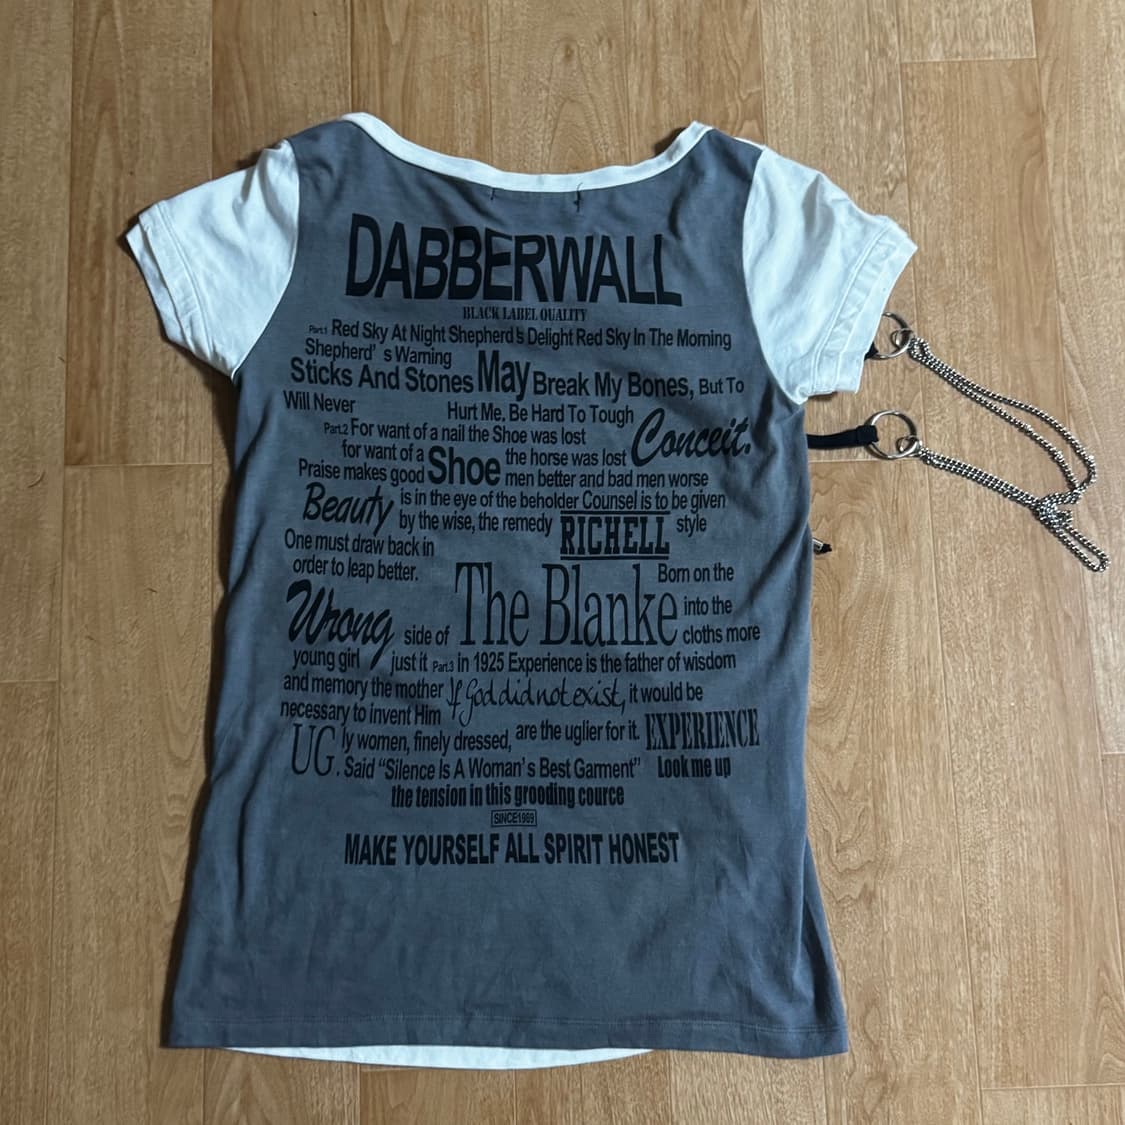 DABBERWALL
BLACK LABEL QUALITY
Part.1 Red Sky At Night Shepherd's Delight Red Sky In The Morning
Shepherd's Warning
Sticks And Stones May Break My Bones, But To
Will Never Hurt Me, Be Hard To Tough
Part.2 For want of a nail the Shoe was lost Conceit.
for want of a Shoe the horse was lost
Praise makes good men better and bad men worse
Beauty is in the eye of the beholder Counsel is to be given
by the wise, the remedy RICHELL style
One must draw back in
order to leap better.
The Blanke Born on the
Wrong side of into the
cloths more
young girl just it Part.3 in 1925 Experience is the father of wisdom
and memory the mother If God did not exist, it would be
necessary to invent Him
UG ly women, finely dressed, are the uglier for it. EXPERIENCE
. Said “Silence Is A Woman's Best Garment” Look me up
the tension in this grooding cource
SINCE1969
MAKE YOURSELF ALL SPIRIT HONEST